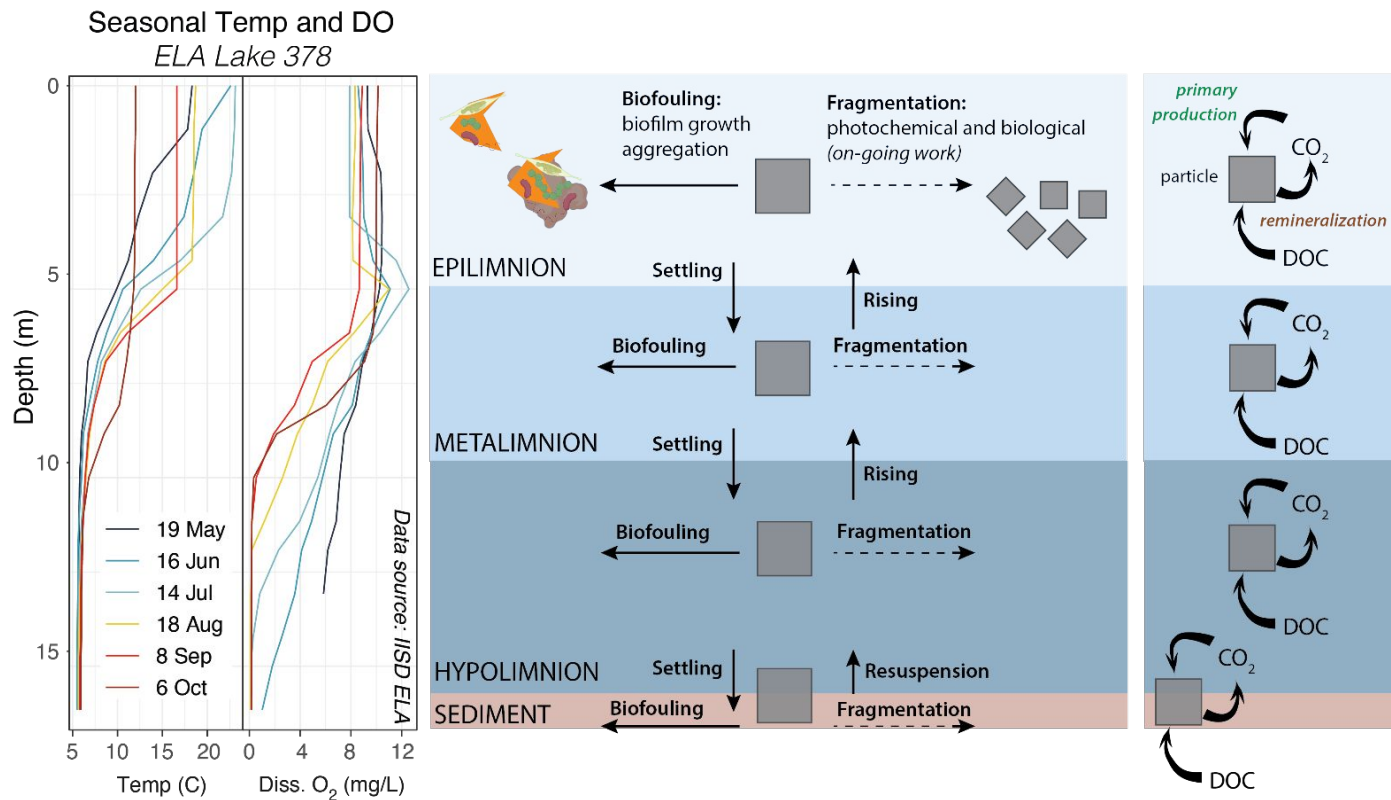 Seasonal Temp and DO
ELA Lake 378
Depth (m)
0
5
10
15
19 May
16 Jun
14 Jul
18 Aug
8 Sep
6 Oct
Data source: IISD ELA
5 10 15 20
0 4 8 12
Temp (C)
Diss. O₂ (mg/L)
Biofouling:
biofilm growth
aggregation
Fragmentation:
photochemical and biological
(on-going work)
EPILIMNION
Settling
Rising
Biofouling
Fragmentation
METALIMNION
Settling
Rising
Biofouling
Fragmentation
HYPOLIMNION
Settling
Resuspension
SEDIMENT
Biofouling
Fragmentation
primary
production
CO₂
particle
remineralization
DOC
CO₂
DOC
CO₂
DOC
CO₂
DOC